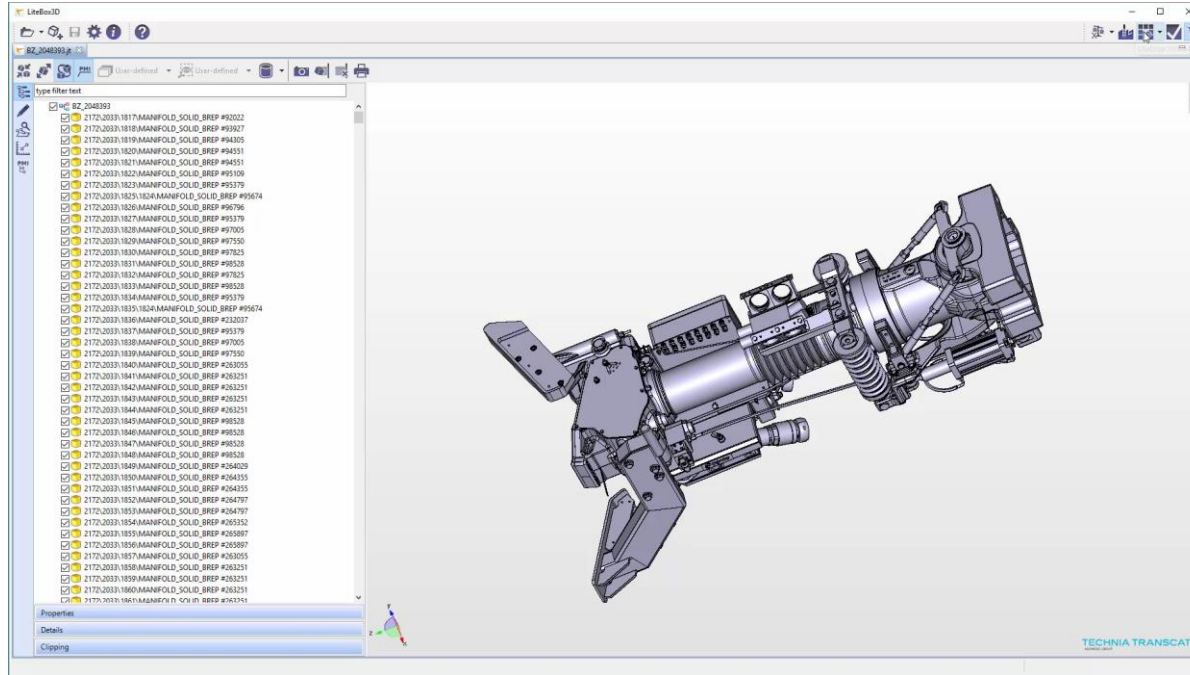 LiteBox3D
BZ_2048393.jt
User-defined
User-defined
type filter text
BZ_2048393
2172\2033\1817\MANIFOLD_SOLID_BREP #92022
2172\2033\1818\MANIFOLD_SOLID_BREP #93927
2172\2033\1819\MANIFOLD_SOLID_BREP #94305
2172\2033\1820\MANIFOLD_SOLID_BREP #94551
2172\2033\1821\MANIFOLD_SOLID_BREP #94551
2172\2033\1822\MANIFOLD_SOLID_BREP #95109
2172\2033\1823\MANIFOLD_SOLID_BREP #95379
2172\2033\1825\1824\MANIFOLD_SOLID_BREP #95674
2172\2033\1826\MANIFOLD_SOLID_BREP #96796
2172\2033\1827\MANIFOLD_SOLID_BREP #95379
2172\2033\1828\MANIFOLD_SOLID_BREP #97005
2172\2033\1829\MANIFOLD_SOLID_BREP #97550
2172\2033\1830\MANIFOLD_SOLID_BREP #97825
2172\2033\1831\MANIFOLD_SOLID_BREP #98528
2172\2033\1832\MANIFOLD_SOLID_BREP #97825
2172\2033\1833\MANIFOLD_SOLID_BREP #98528
2172\2033\1834\MANIFOLD_SOLID_BREP #95379
2172\2033\1835\1824\MANIFOLD_SOLID_BREP #95674
2172\2033\1836\MANIFOLD_SOLID_BREP #232037
2172\2033\1837\MANIFOLD_SOLID_BREP #95379
2172\2033\1838\MANIFOLD_SOLID_BREP #97005
2172\2033\1839\MANIFOLD_SOLID_BREP #97550
2172\2033\1840\MANIFOLD_SOLID_BREP #263055
2172\2033\1841\MANIFOLD_SOLID_BREP #263251
2172\2033\1842\MANIFOLD_SOLID_BREP #263251
2172\2033\1843\MANIFOLD_SOLID_BREP #263251
2172\2033\1844\MANIFOLD_SOLID_BREP #263251
2172\2033\1845\MANIFOLD_SOLID_BREP #98528
2172\2033\1846\MANIFOLD_SOLID_BREP #98528
2172\2033\1847\MANIFOLD_SOLID_BREP #98528
2172\2033\1848\MANIFOLD_SOLID_BREP #98528
2172\2033\1849\MANIFOLD_SOLID_BREP #264029
2172\2033\1850\MANIFOLD_SOLID_BREP #264355
2172\2033\1851\MANIFOLD_SOLID_BREP #264355
2172\2033\1852\MANIFOLD_SOLID_BREP #264797
2172\2033\1853\MANIFOLD_SOLID_BREP #264797
2172\2033\1854\MANIFOLD_SOLID_BREP #265352
2172\2033\1855\MANIFOLD_SOLID_BREP #265897
2172\2033\1856\MANIFOLD_SOLID_BREP #265897
2172\2033\1857\MANIFOLD_SOLID_BREP #263055
2172\2033\1858\MANIFOLD_SOLID_BREP #263251
2172\2033\1859\MANIFOLD_SOLID_BREP #263251
2172\2033\1860\MANIFOLD_SOLID_BREP #263251
2172\2033\1861\MANIFOLD_SOLID_BREP #263251
Properties
Details
Clipping
Y
Z
X
TECHNIA TRANSCAT